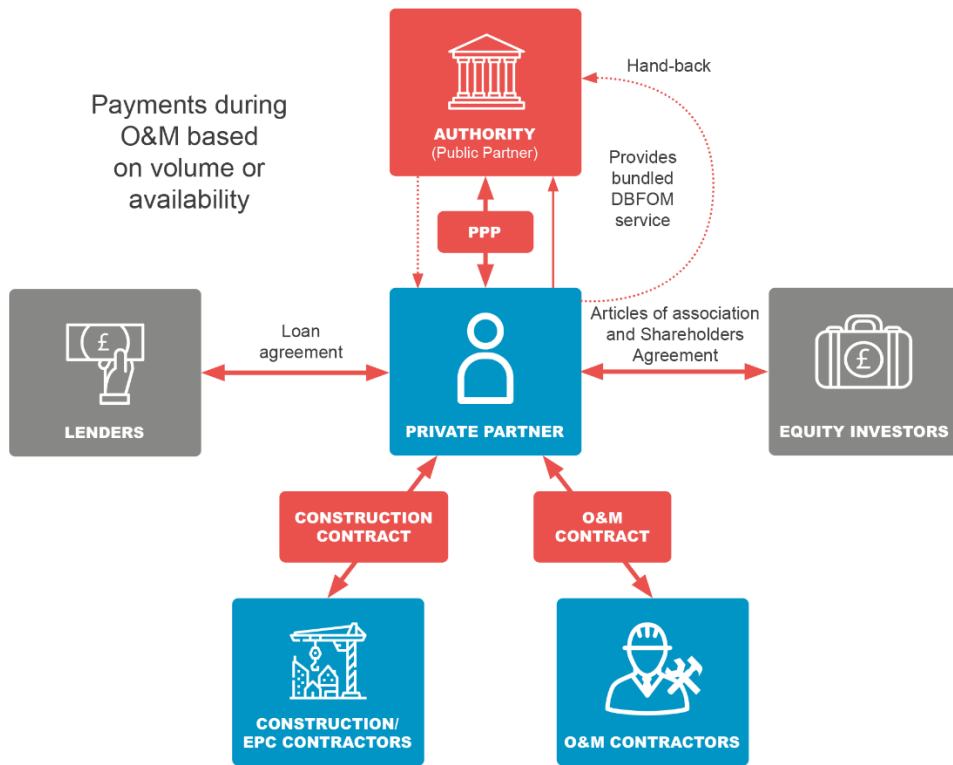 Payments during
O&M based
on volume or
availability
AUTHORITY
(Public Partner)
Hand-back
Provides
bundled
DBFOM
service
PPP
Loan
agreement
Articles of association
and Shareholders
Agreement
£
LENDERS
PRIVATE PARTNER
£
EQUITY INVESTORS
CONSTRUCTION
CONTRACT
O&M
CONTRACT
CONSTRUCTION/
EPC CONTRACTORS
O&M CONTRACTORS